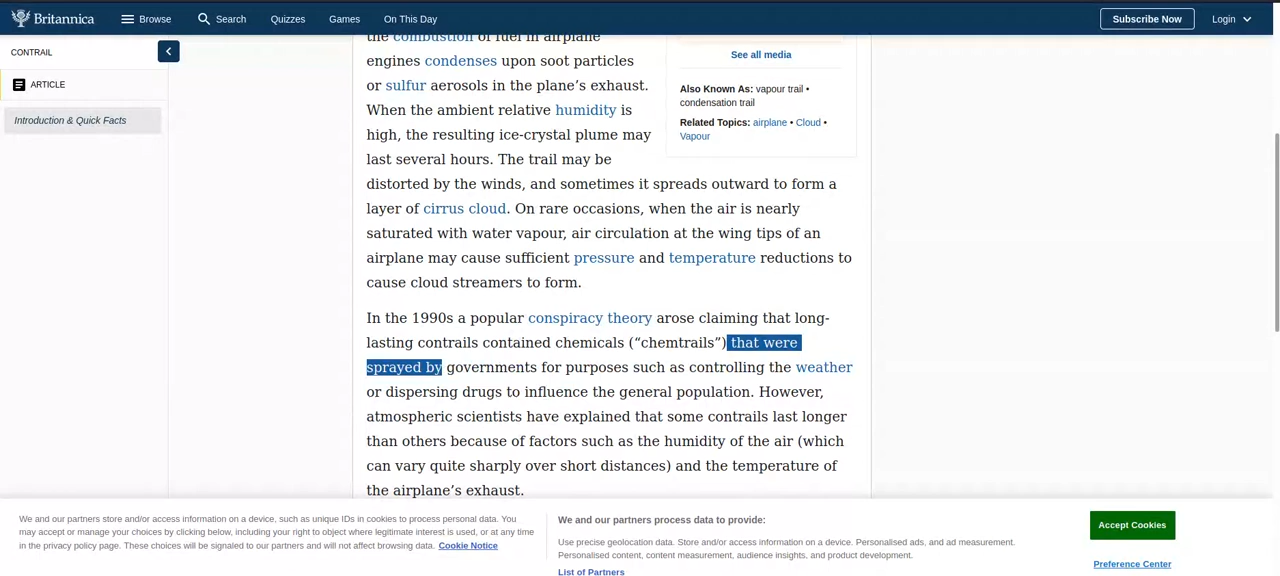 Britannica
Browse
Search
Quizzes
Games
On This Day
Subscribe Now
Login
CONTRAIL
ARTICLE
Introduction & Quick Facts
the combustion of fuel in airplane
engines condenses upon soot particles
or sulfur aerosols in the plane’s exhaust.
When the ambient relative humidity is
high, the resulting ice-crystal plume may
last several hours. The trail may be
distorted by the winds, and sometimes it spreads outward to form a
layer of cirrus cloud. On rare occasions, when the air is nearly
saturated with water vapour, air circulation at the wing tips of an
airplane may cause sufficient pressure and temperature reductions to
cause cloud streamers to form.
See all media
Also Known As: vapour trail •
condensation trail
Related Topics: airplane • Cloud •
Vapour
In the 1990s a popular conspiracy theory arose claiming that long-
lasting contrails contained chemicals (“chemtrails”) that were
sprayed by governments for purposes such as controlling the weather
or dispersing drugs to influence the general population. However,
atmospheric scientists have explained that some contrails last longer
than others because of factors such as the humidity of the air (which
can vary quite sharply over short distances) and the temperature of
the airplane’s exhaust.
We and our partners store and/or access information on a device, such as unique IDs in cookies to process personal data. You
may accept or manage your choices by clicking below, including your right to object where legitimate interest is used, or at any time
in the privacy policy page. These choices will be signaled to our partners and will not affect browsing data. Cookie Notice
We and our partners process data to provide:
Use precise geolocation data. Store and/or access information on a device. Personalised ads, and ad measurement.
Personalised content, content measurement, audience insights, and product development.
List of Partners
Accept Cookies
Preference Center